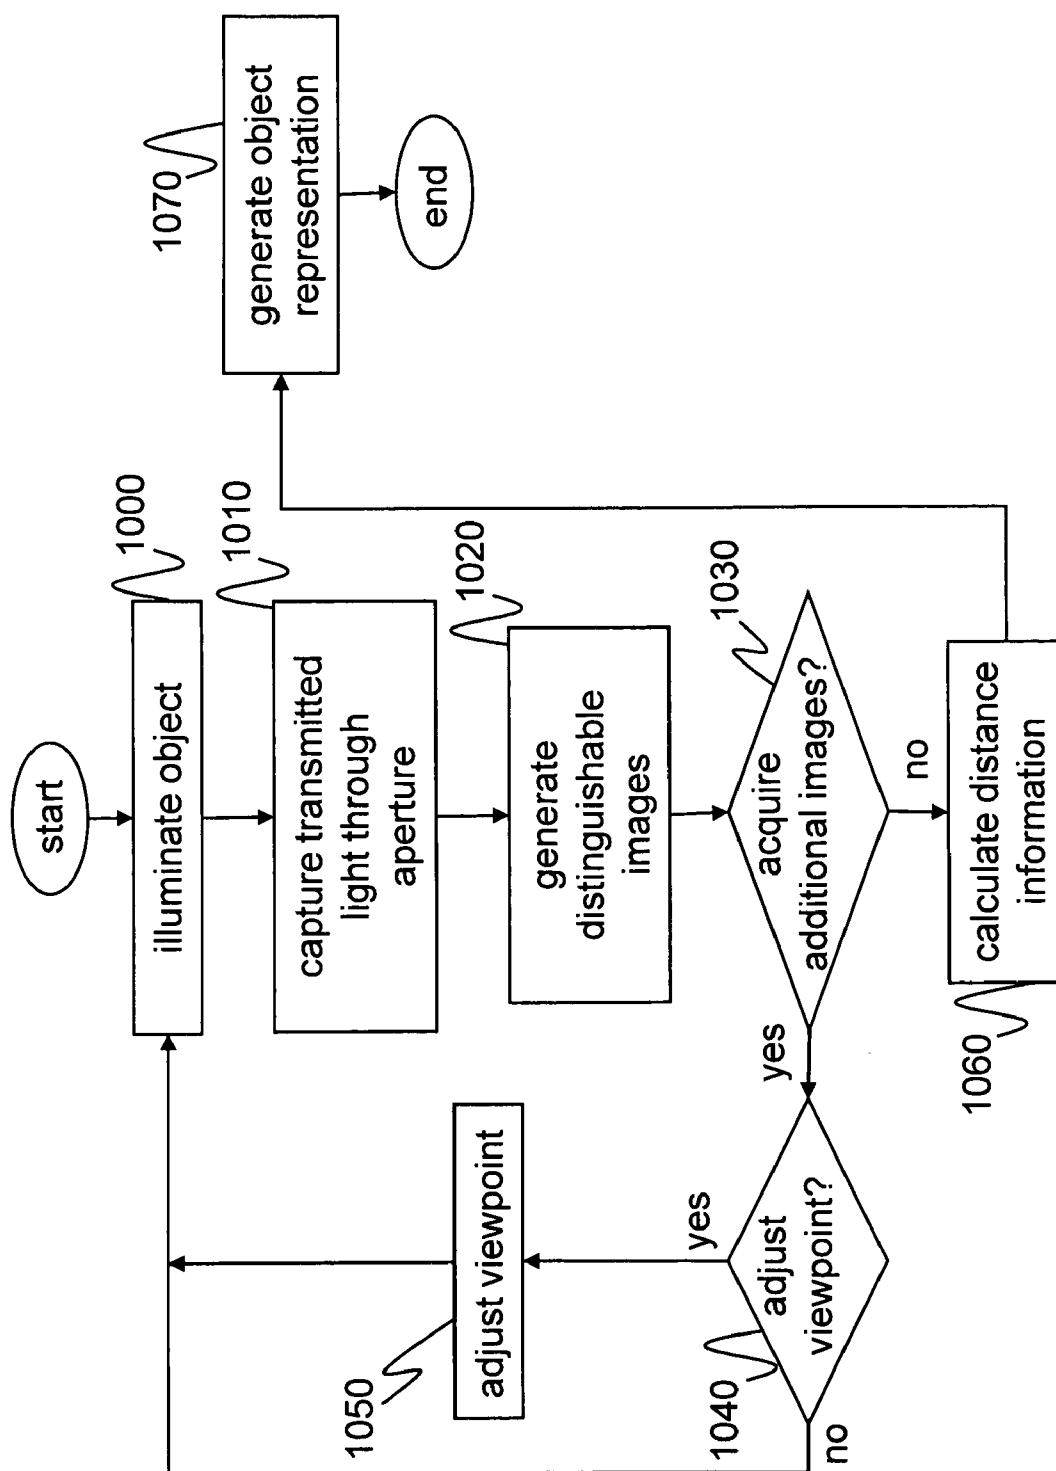 start
illuminate object
1000
capture transmitted
light through
aperture
1010
generate
distinguishable
images
1020
acquire
additional images?
1030
yes
no
adjust
viewpoint?
1040
yes
no
adjust viewpoint
1050
calculate distance
information
1060
generate object
representation
1070
end